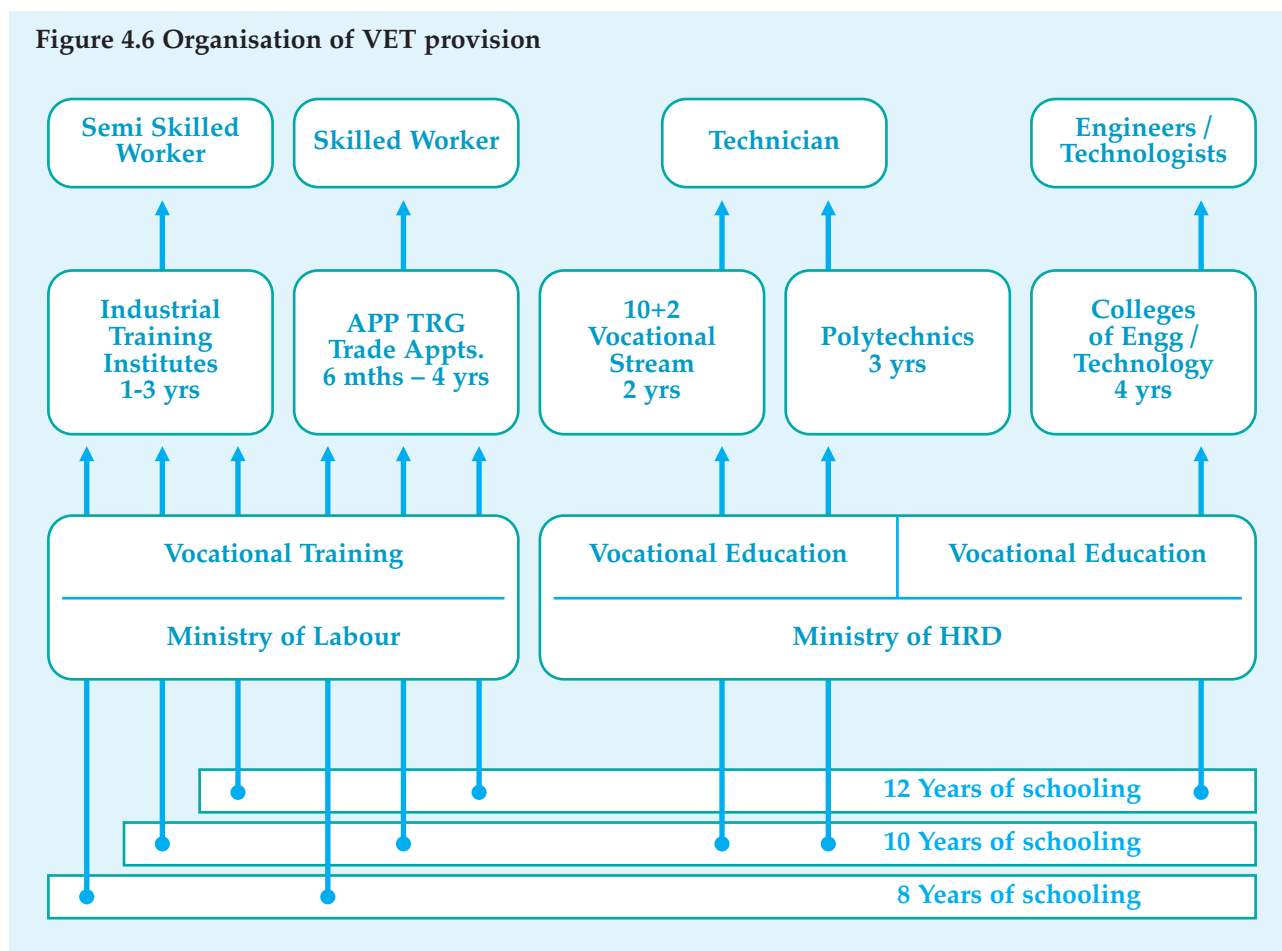 Figure 4.6 Organisation of VET provision
Semi Skilled
Worker
Skilled Worker
Technician
Engineers /
Technologists
Industrial
Training
Institutes
1-3 yrs
APP TRG
Trade Appts.
6 mths – 4 yrs
10+2
Vocational
Stream
2 yrs
Polytechnics
3 yrs
Colleges
of Engg /
Technology
4 yrs
Vocational Training
Ministry of Labour
Vocational Education
Vocational Education
Ministry of HRD
12 Years of schooling
10 Years of schooling
8 Years of schooling